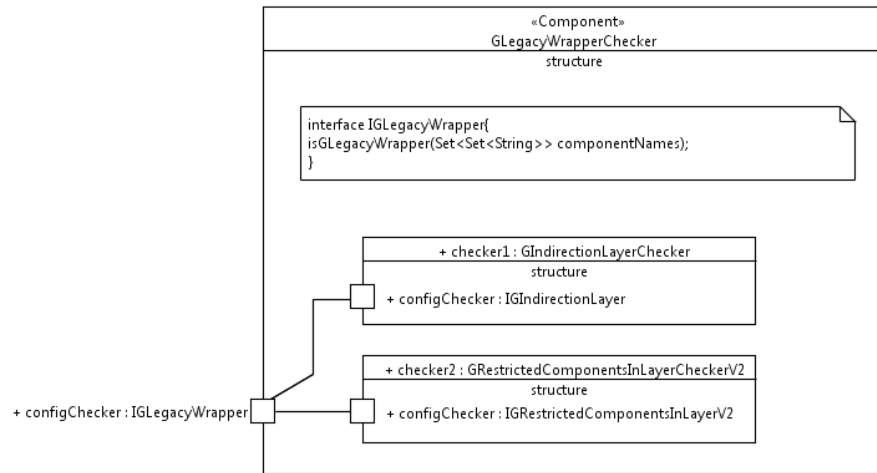 «Component»
GLegacyWrapperChecker
structure
interface IGLegacyWrapper{
isGLegacyWrapper(Set<Set<String>> componentNames);
}
+ checker1 : GIndirectionLayerChecker
structure
+ configChecker : IGIndirectionLayer
+ checker2 : GRestrictedComponentsInLayerCheckerV2
structure
+ configChecker : IGRestrictedComponentsInLayerV2
+ configChecker : IGLegacyWrapper